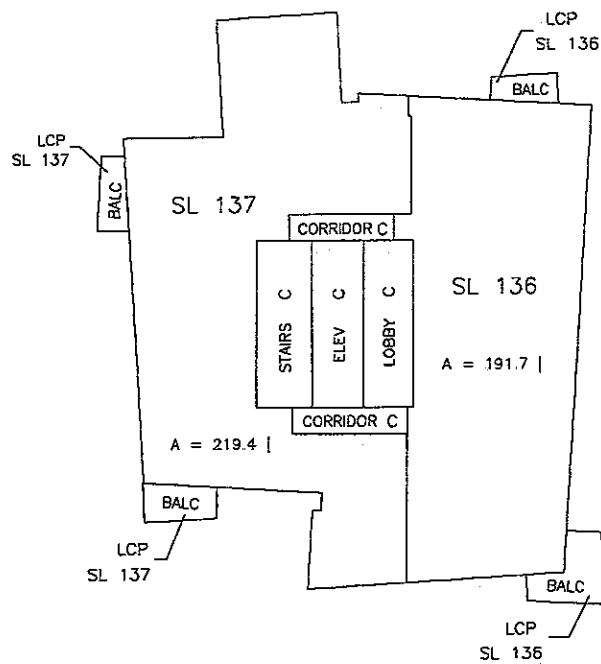 LCP
SL 136
BALC
LCP
SL 137
BALC
SL 137
CORRIDOR C
STAIRS C
ELEV C
LOBBY C
SL 136
A = 191.7 [
CORRIDOR C
A = 219.4 [
BALC
LCP
SL 137
BALC
LCP
SL 136